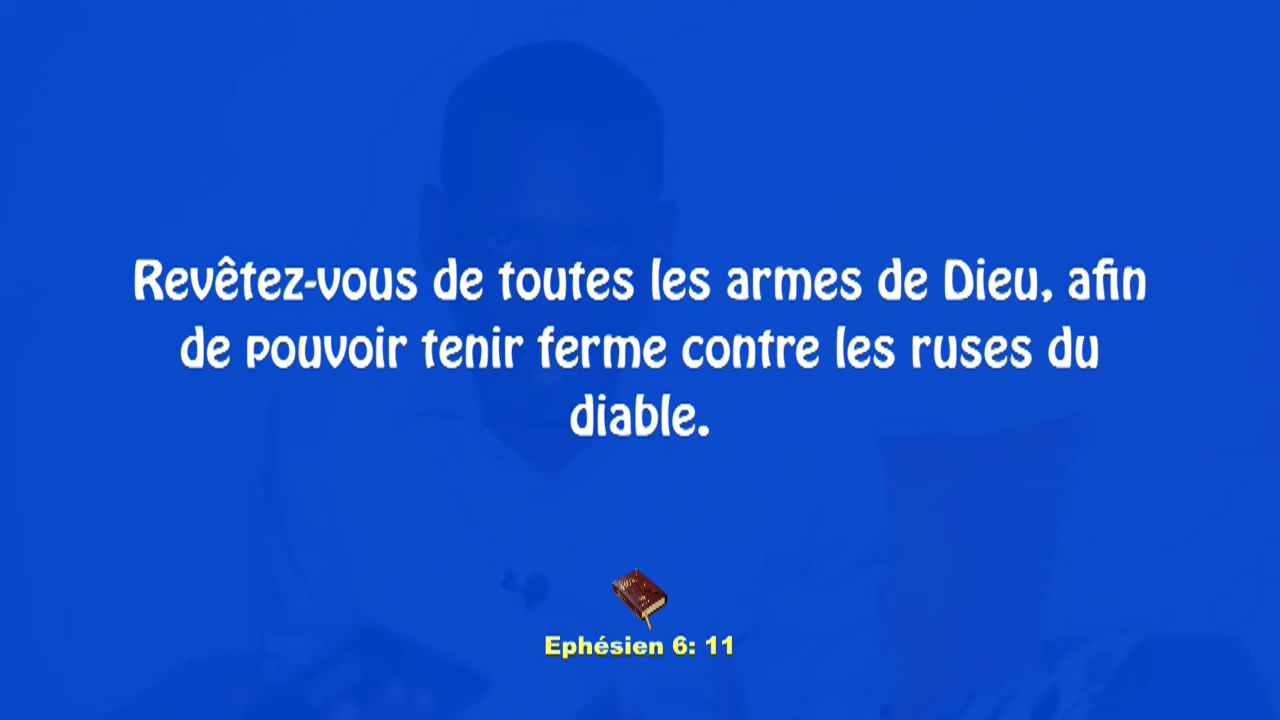 Revêtez-vous de toutes les armes de Dieu, afin
de pouvoir tenir ferme contre les ruses du
diable.
Ephésien 6: 11